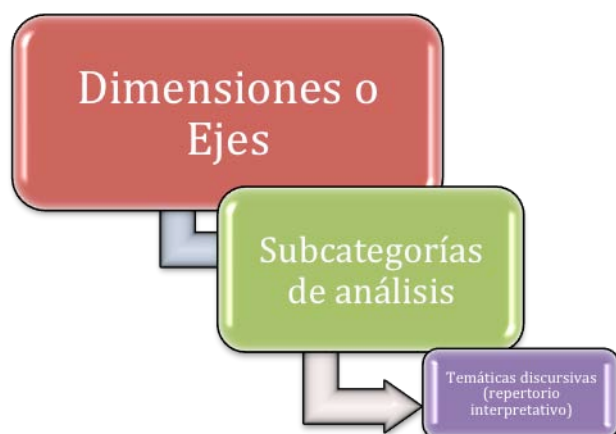 Dimensiones o
Ejes
Subcategorías
de análisis
Temáticas discursivas
(repertorio
interpretativo)